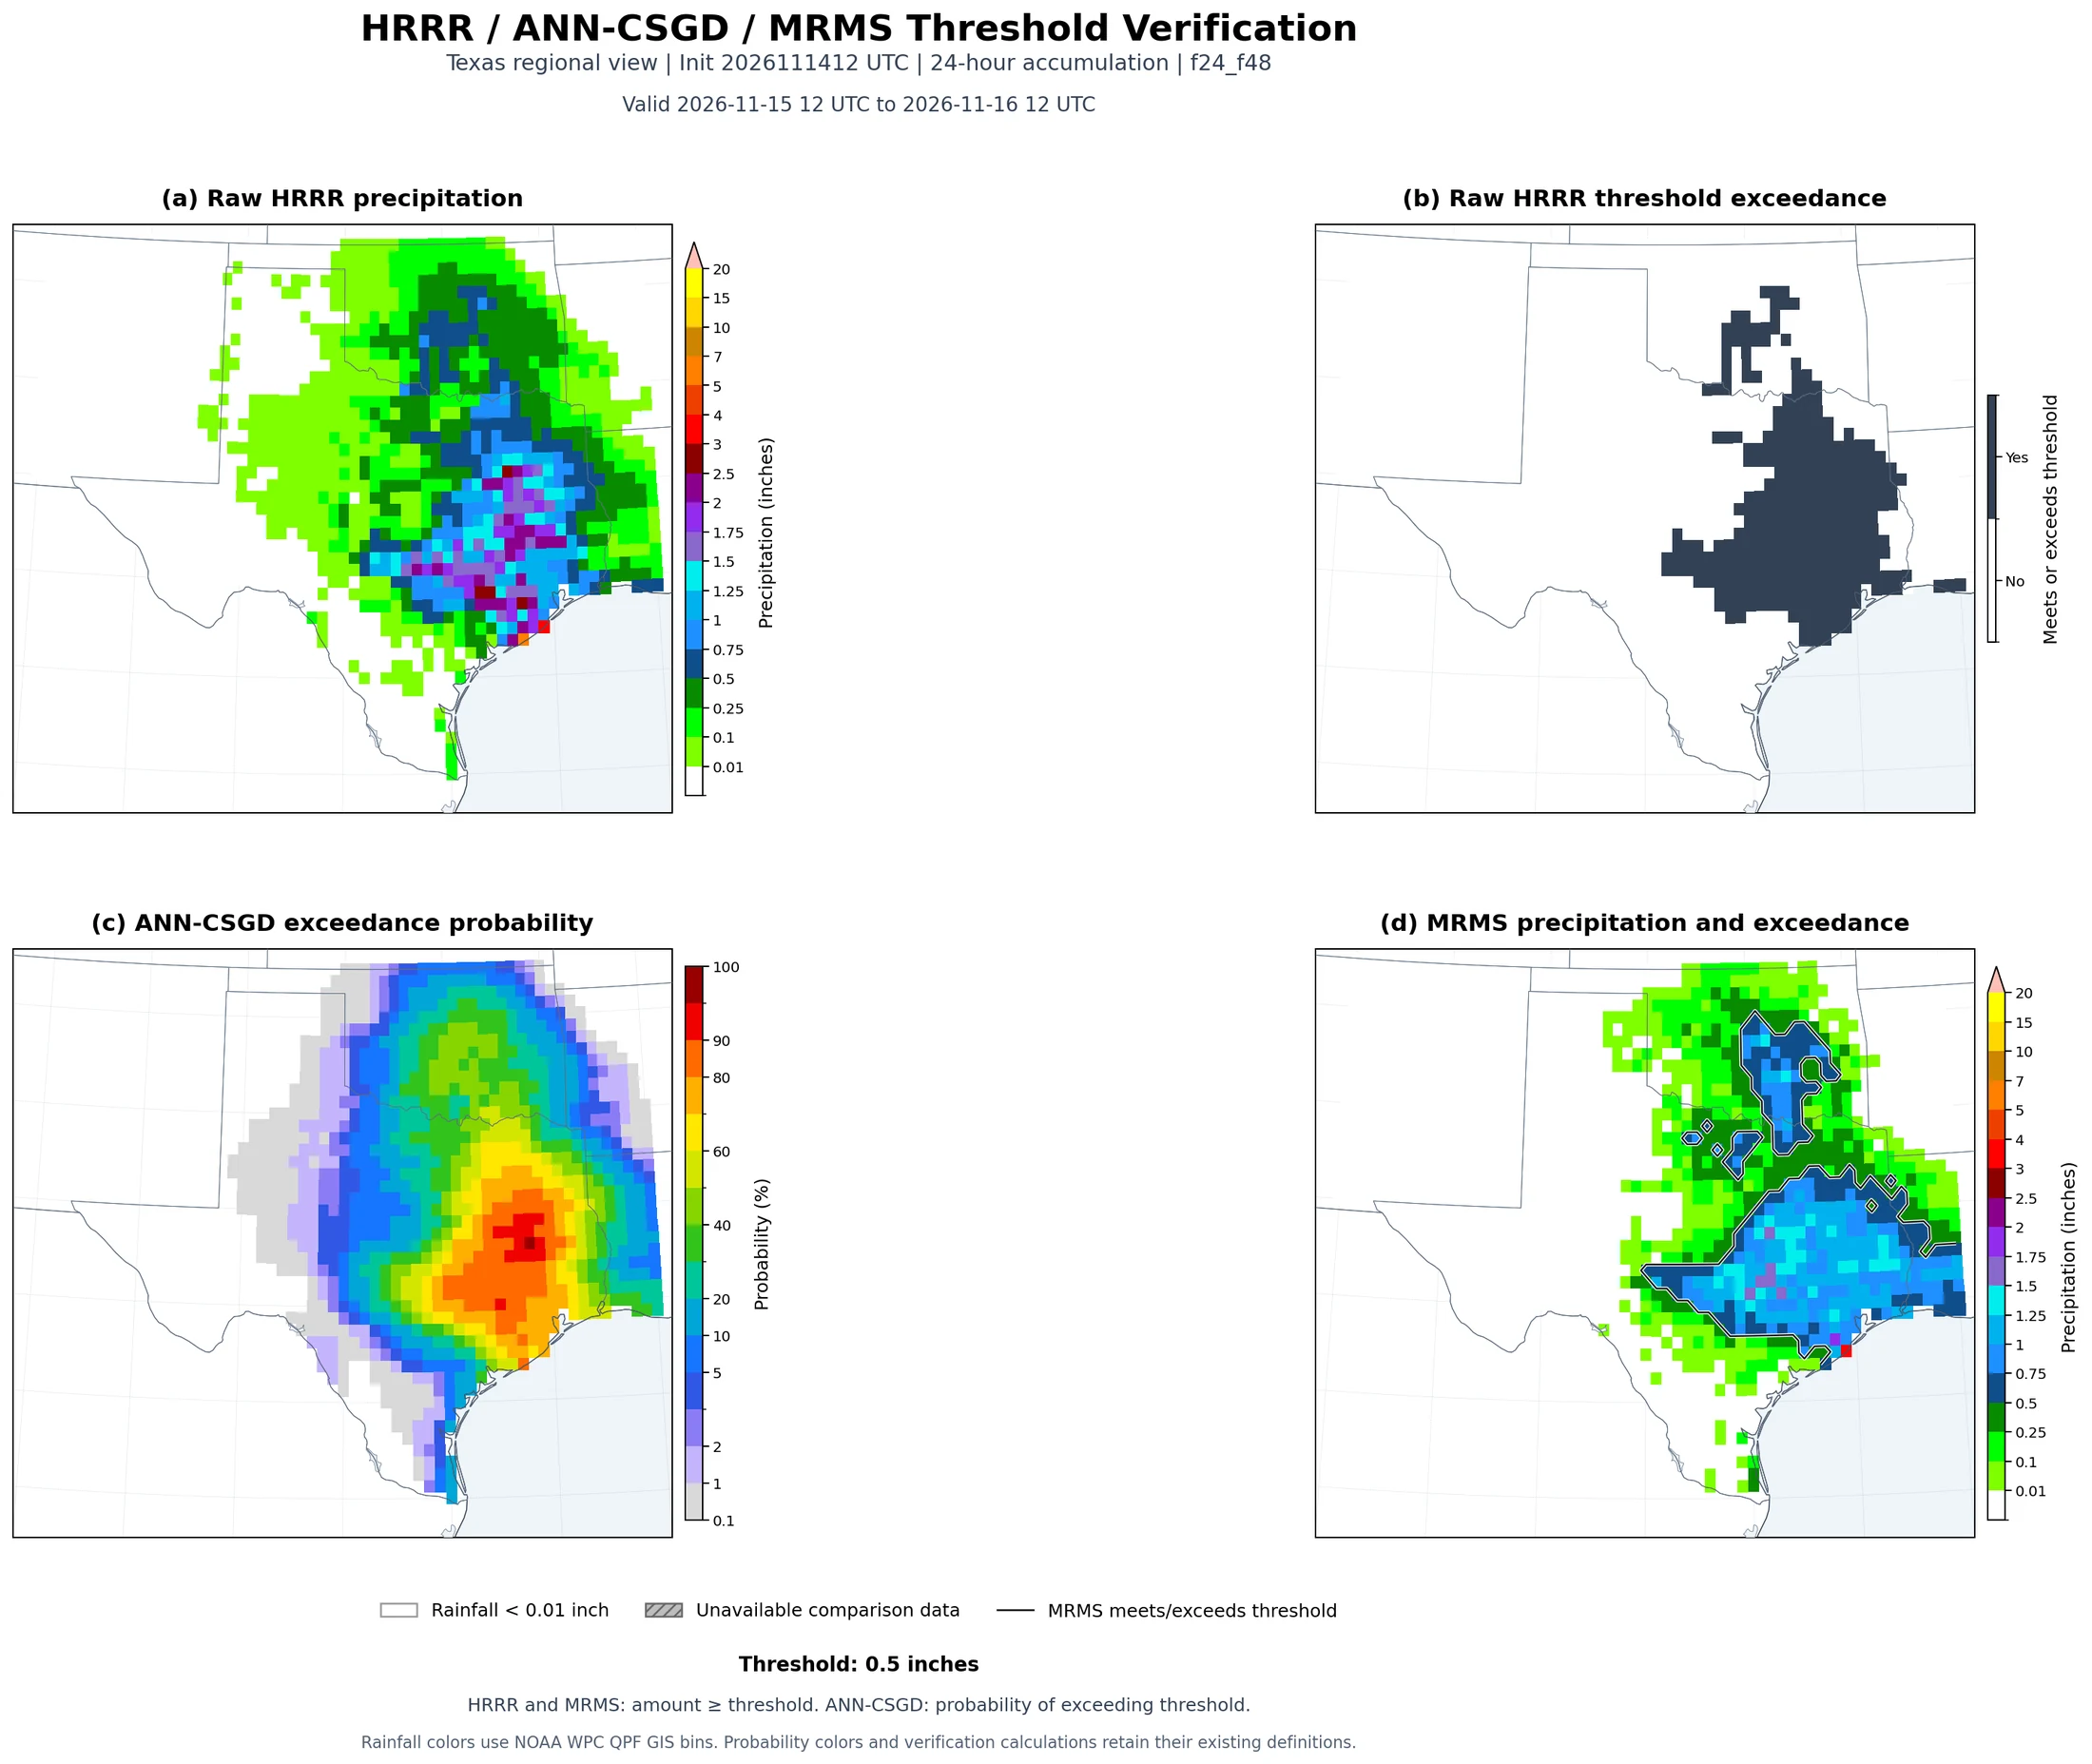 HRRR / ANN-CSGD / MRMS Threshold Verification
Texas regional view | Init 2026111412 UTC | 24-hour accumulation | f24_f48
Valid 2026-11-15 12 UTC to 2026-11-16 12 UTC
(a) Raw HRRR precipitation
20
15
10
7
5
4
3
2.5
2
1.75
1.5
1.25
1
0.75
0.5
0.25
0.1
0.01
Precipitation (inches)
(b) Raw HRRR threshold exceedance
Yes
No
Meets or exceeds threshold
(c) ANN-CSGD exceedance probability
100
90
80
60
40
20
10
5
2
1
0.1
Probability (%)
(d) MRMS precipitation and exceedance
20
15
10
7
5
4
3
2.5
2
1.75
1.5
1.25
1
0.75
0.5
0.25
0.1
0.01
Precipitation (inches)
Rainfall < 0.01 inch
Unavailable comparison data
MRMS meets/exceeds threshold
Threshold: 0.5 inches
HRRR and MRMS: amount ≥ threshold. ANN-CSGD: probability of exceeding threshold.
Rainfall colors use NOAA WPC QPF GIS bins. Probability colors and verification calculations retain their existing definitions.